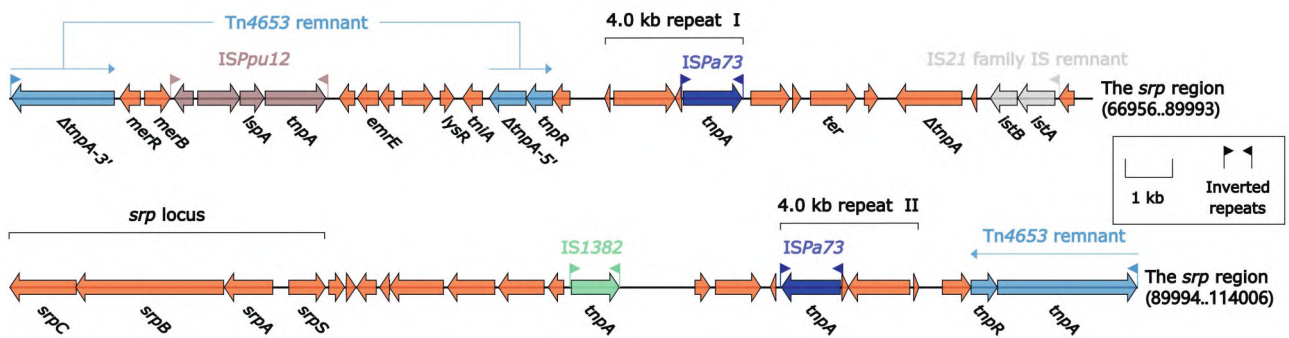 4.0 kb repeat I
Tn4653 remnant
ISPpu12
ISPa73
IS21 family IS remnant
The srp region
(66956..89993)
ΔtnpA-3'
merR
merB
lspA
tnpA
emrE
lysR
tniA
ΔtnpA-5'
tnpR
tnpA
ter
ΔtnpA
istB
istA
1 kb
Inverted
repeats
srp locus
4.0 kb repeat II
IS1382
ISPa73
Tn4653 remnant
The srp region
(89994..114006)
srpC
srpB
srpA
srpS
tnpA
tnpA
tnpR
tnpA